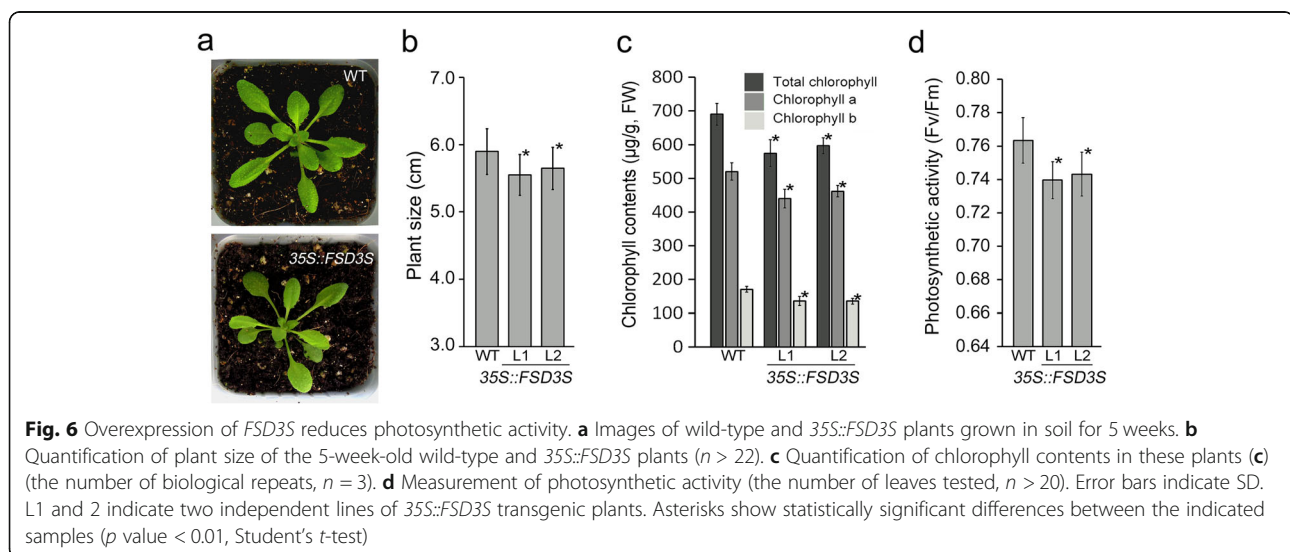 a
WT
35S::FSD3S
b
Plant size (cm)
7.0
6.0
5.0
4.0
3.0
*
*
WT L1 L2
35S::FSD3S
c
Chlorophyll contents (µg/g, FW)
800
700
600
500
400
300
200
100
0
Total chlorophyll
Chlorophyll a
Chlorophyll b
*
*
*
*
*
*
WT L1 L2
35S::FSD3S
d
Photosynthetic activity (Fv/Fm)
0.80
0.78
0.76
0.74
0.72
0.70
0.68
0.66
0.64
*
*
WT L1 L2
35S::FSD3S
Fig. 6 Overexpression of FSD3S reduces photosynthetic activity. a Images of wild-type and 35S::FSD3S plants grown in soil for 5 weeks. b
Quantification of plant size of the 5-week-old wild-type and 35S::FSD3S plants (n > 22). c Quantification of chlorophyll contents in these plants (c)
(the number of biological repeats, n = 3). d Measurement of photosynthetic activity (the number of leaves tested, n > 20). Error bars indicate SD.
L1 and 2 indicate two independent lines of 35S::FSD3S transgenic plants. Asterisks show statistically significant differences between the indicated
samples (p value < 0.01, Student's t-test)